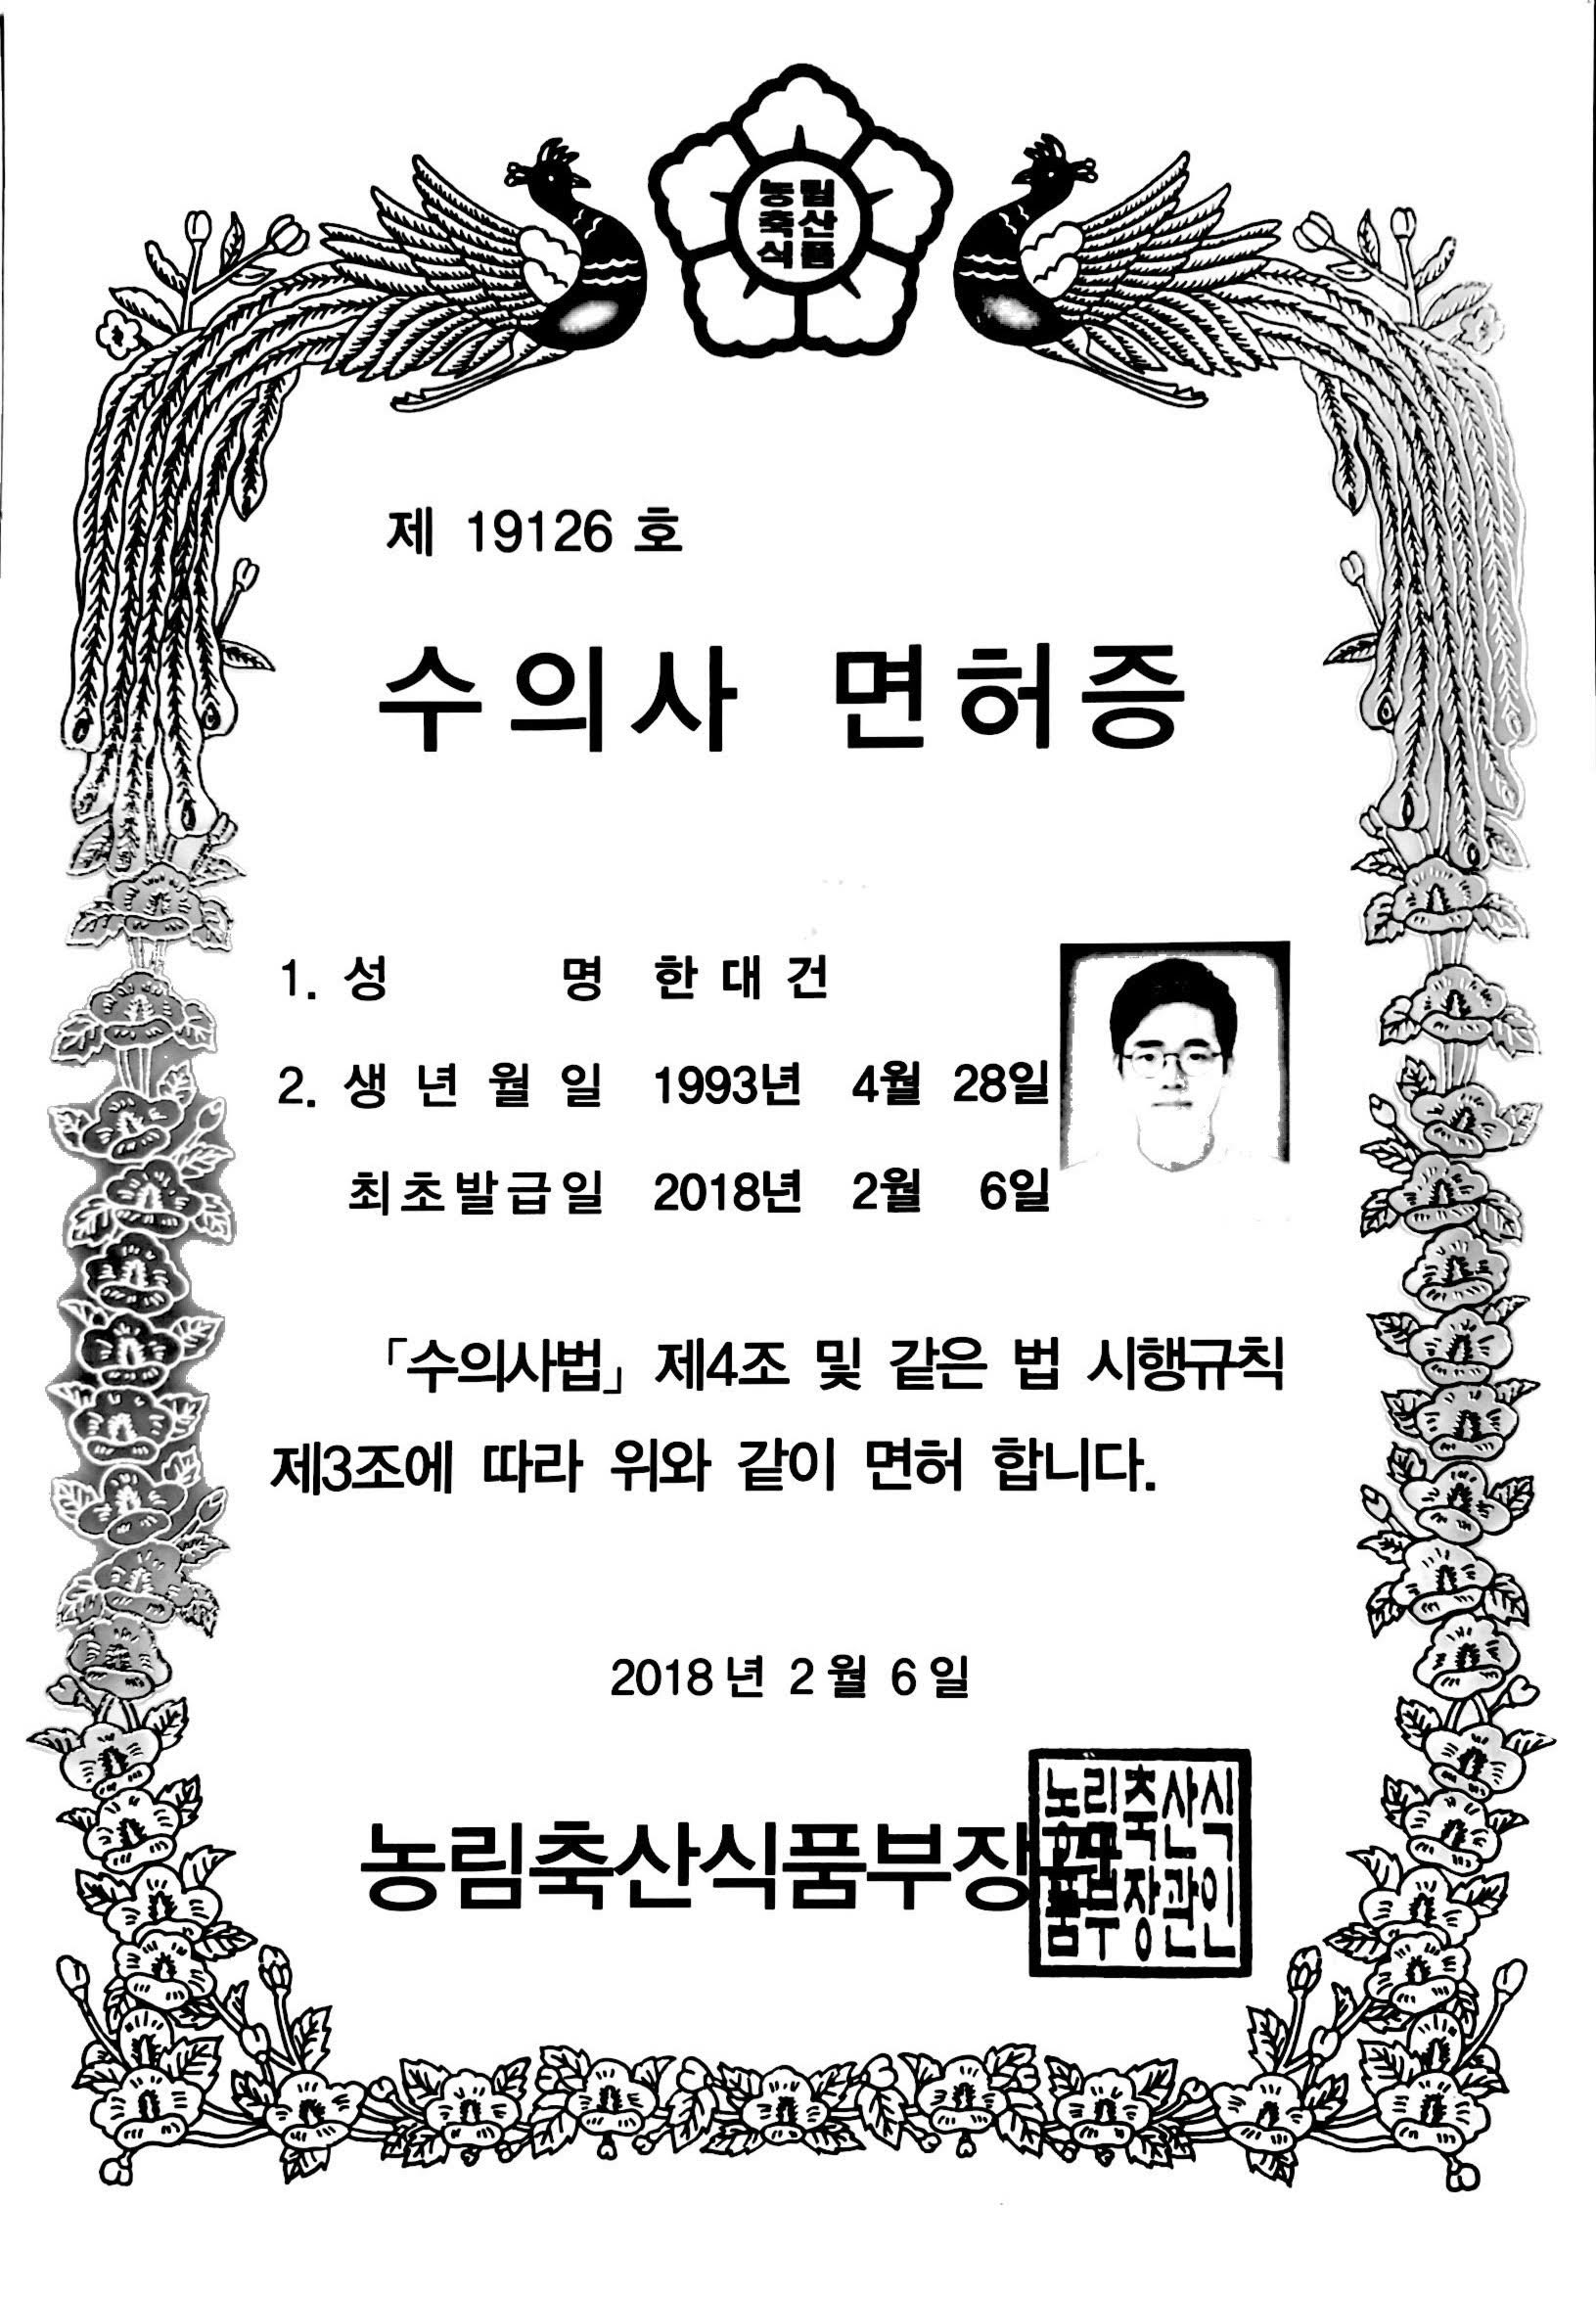 농림
축산
식품
제 19126 호
수의사 면허증
1. 성 명 한 대 건
2. 생 년 월 일 1993년 4월 28일
최초발급일 2018년 2월 6일
「수의사법」 제4조 및 같은 법 시행규칙
제3조에 따라 위와 같이 면허 합니다.
2018 년 2 월 6 일
농림축산식품부장관
농림축산식
품부장관인